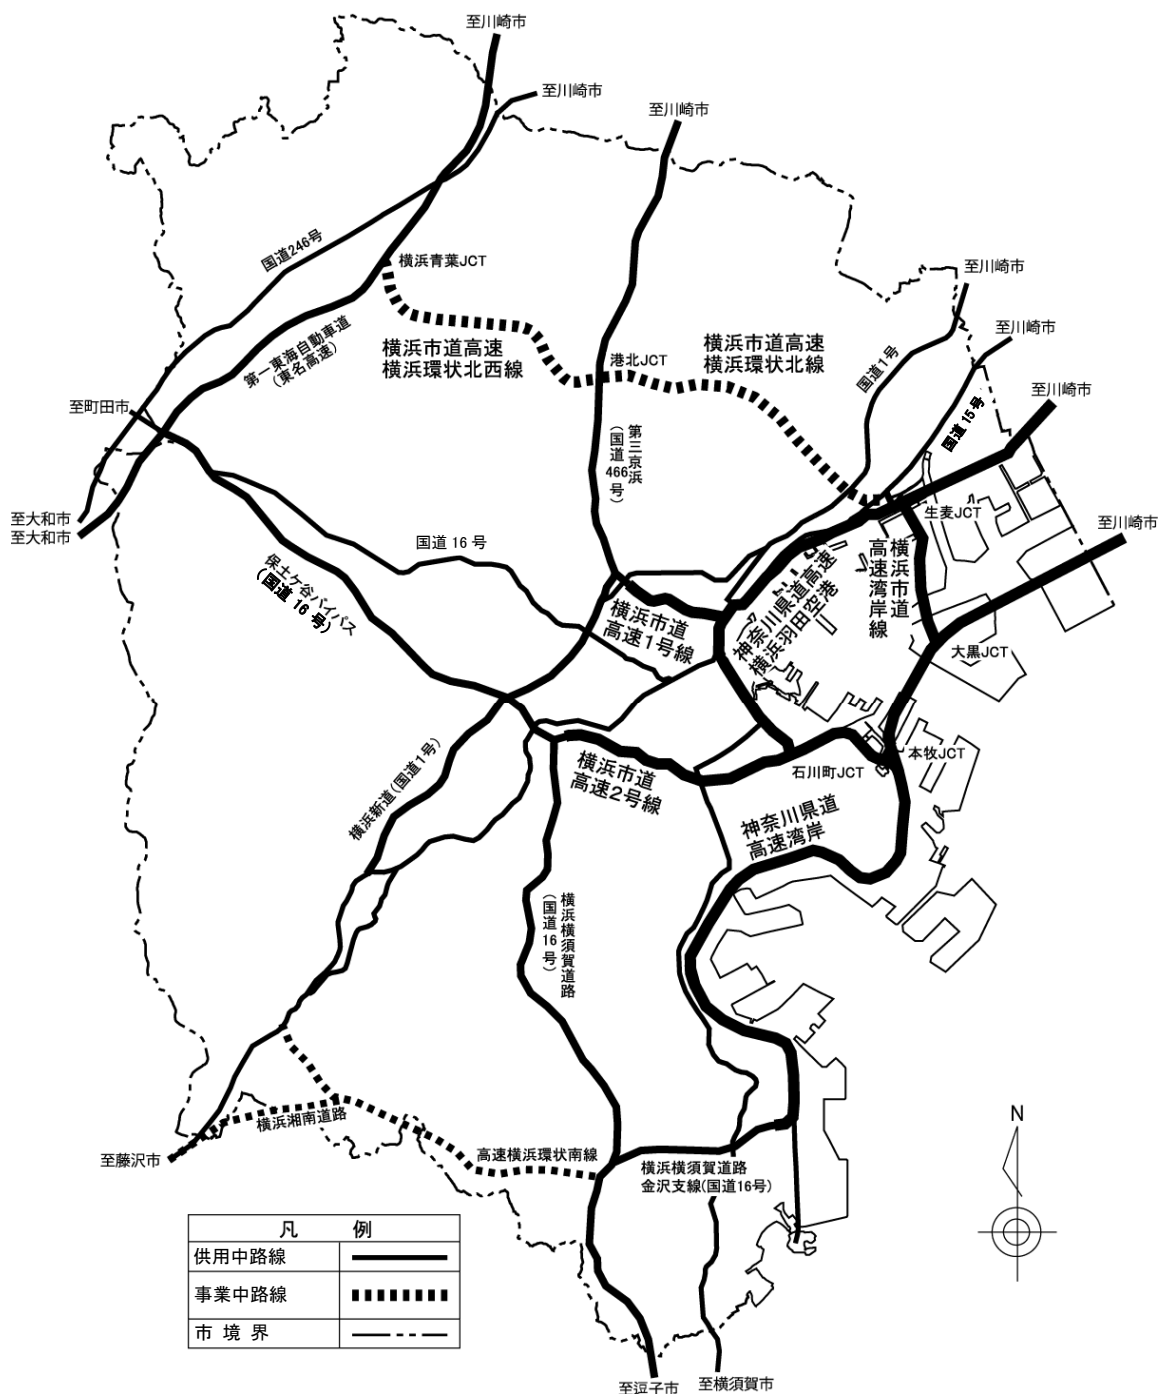 至川崎市
至川崎市
至川崎市
国道246号
横浜青葉JCT
至川崎市
至川崎市
横浜市道高速
横浜環状北西線
港北JCT
横浜市道高速
横浜環状北線
国道1号
第一東海自動車道
(東名高速)
至町田市
至川崎市
国道15号
第三京浜
(国道466号)
至大和市
至大和市
国道16号
生麦JCT
至川崎市
保土ケ谷バイパス
(国道16号)
横浜市道
高速1号線
神奈川県道高速
横浜羽田空港
横浜市道
高速湾岸線
大黒JCT
横浜新道(国道1号)
横浜市道
高速2号線
石川町JCT
本牧JCT
神奈川県道
高速湾岸
横浜横須賀道路
(国道16号)
横浜湘南道路
至藤沢市
高速横浜環状南線
横浜横須賀道路
金沢支線(国道16号)
N
凡例
供用中路線
事業中路線
市境界
至逗子市
至横須賀市